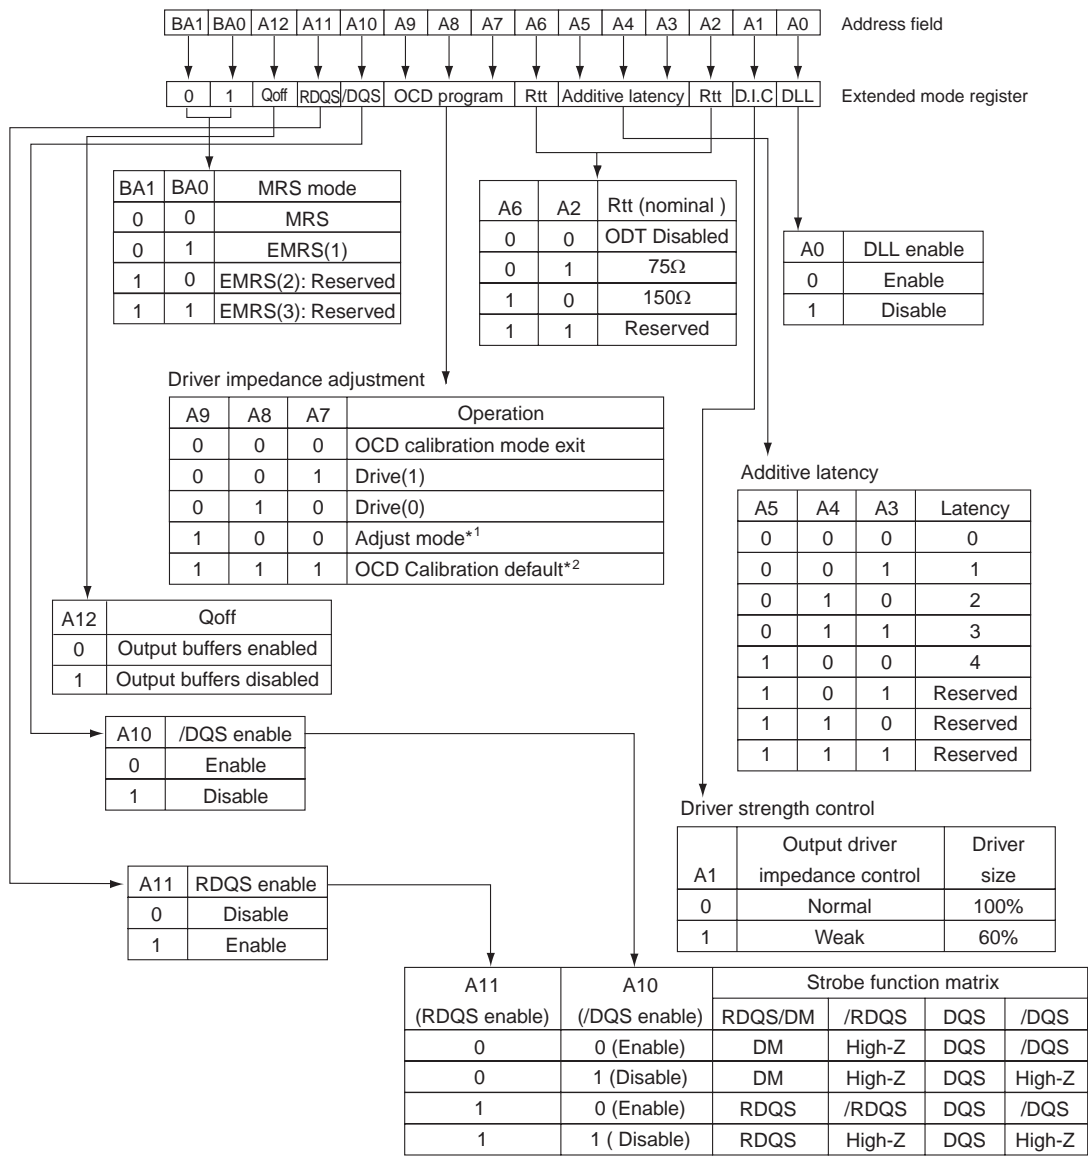 BA1 BA0 A12 A11 A10 A9 A8 A7 A6 A5 A4 A3 A2 A1 A0 Address field
0 1 Qoff RDQS /DQS OCD program Rtt Additive latency Rtt D.I.C DLL Extended mode register
BA1 BA0 MRS mode
0 0 MRS
0 1 EMRS(1)
1 0 EMRS(2): Reserved
1 1 EMRS(3): Reserved
A6 A2 Rtt (nominal )
0 0 ODT Disabled
0 1 75Ω
1 0 150Ω
1 1 Reserved
A0 DLL enable
0 Enable
1 Disable
Driver impedance adjustment
A9 A8 A7 Operation
0 0 0 OCD calibration mode exit
0 0 1 Drive(1)
0 1 0 Drive(0)
1 0 0 Adjust mode*1
1 1 1 OCD Calibration default*2
Additive latency
A5 A4 A3 Latency
0 0 0 0
0 0 1 1
0 1 0 2
0 1 1 3
1 0 0 4
1 0 1 Reserved
1 1 0 Reserved
1 1 1 Reserved
A12 Qoff
0 Output buffers enabled
1 Output buffers disabled
A10 /DQS enable
0 Enable
1 Disable
Driver strength control
Output driver Driver
A1 impedance control size
0 Normal 100%
1 Weak 60%
A11 RDQS enable
0 Disable
1 Enable
A11 A10 Strobe function matrix
(RDQS enable) (/DQS enable) RDQS/DM /RDQS DQS /DQS
0 0 (Enable) DM High-Z DQS /DQS
0 1 (Disable) DM High-Z DQS High-Z
1 0 (Enable) RDQS /RDQS DQS /DQS
1 1 ( Disable) RDQS High-Z DQS High-Z